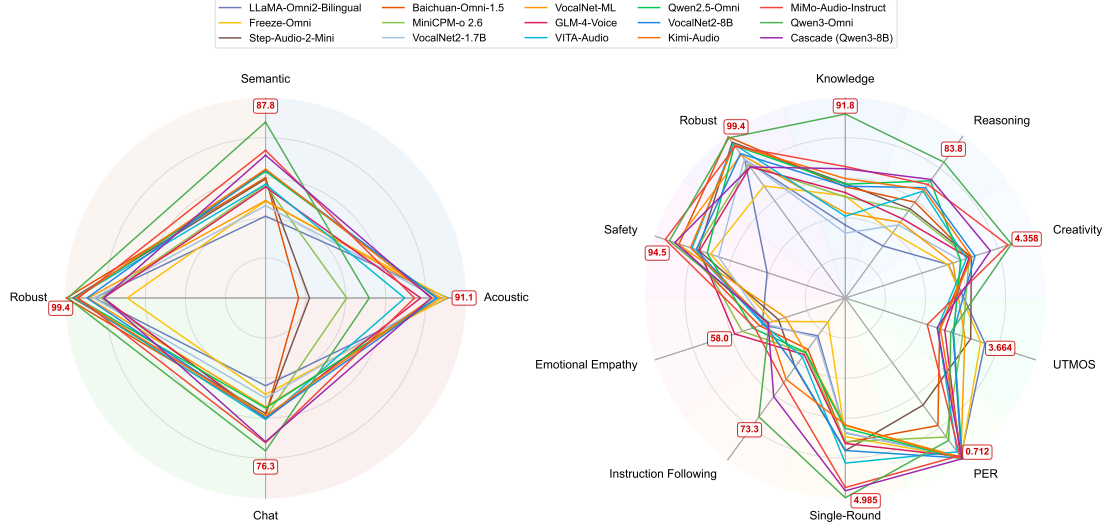 LLaMA-Omni2-Bilingual Baichuan-Omni-1.5 VocalNet-ML Qwen2.5-Omni MiMo-Audio-Instruct
Freeze-Omni MiniCPM-o 2.6 GLM-4-Voice VocalNet2-8B Qwen3-Omni
Step-Audio-2-Mini VocalNet2-1.7B VITA-Audio Kimi-Audio Cascade (Qwen3-8B)
Semantic
87.8
Robust
99.4
91.1
Acoustic
76.3
Chat
Knowledge
91.8
Robust
99.4
Reasoning
83.8
Safety
94.5
Creativity
4.358
58.0
Emotional Empathy
3.664
UTMOS
73.3
Instruction Following
0.712
PER
4.985
Single-Round